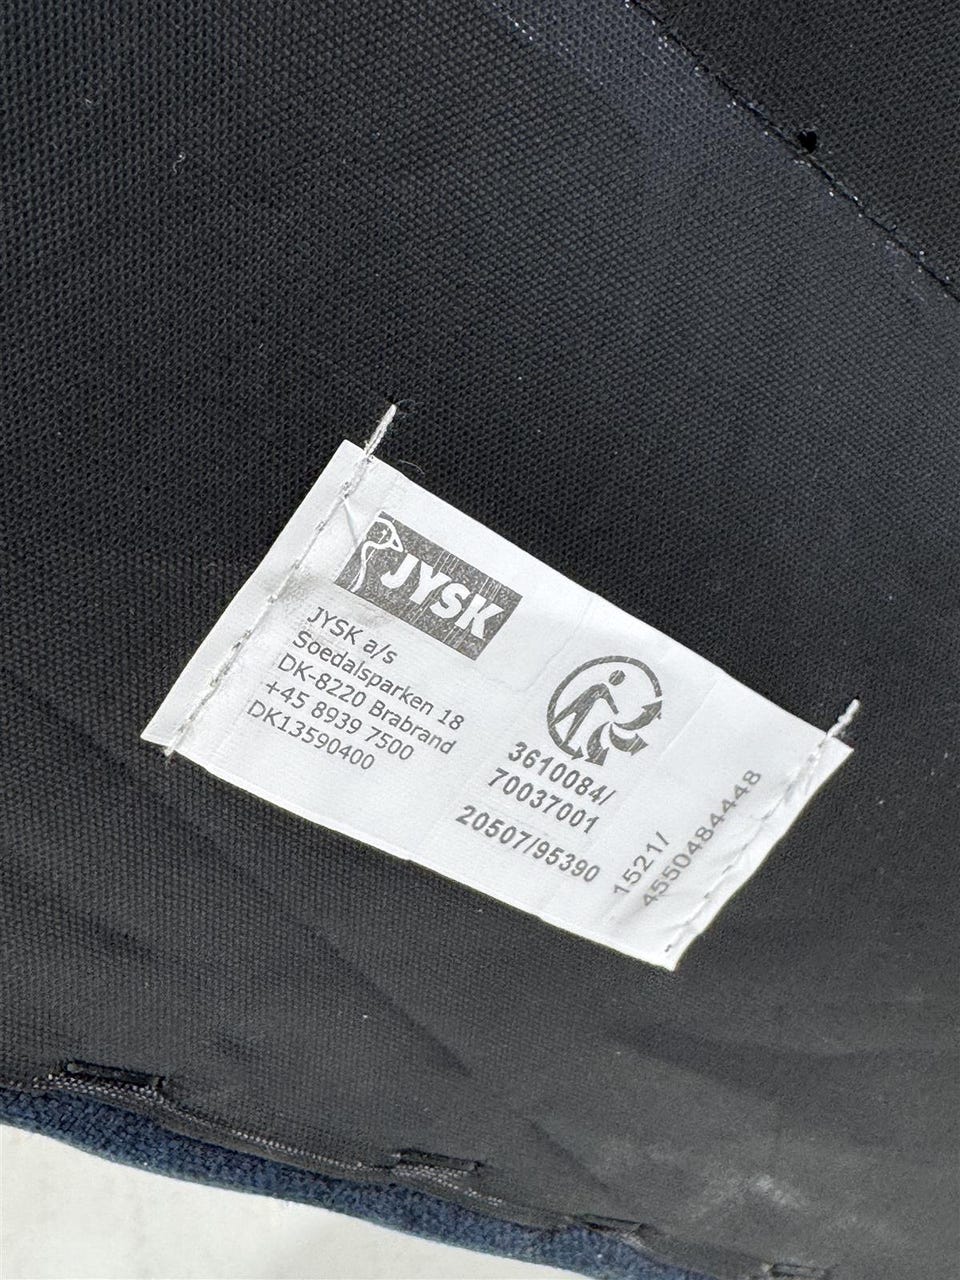 JYSK
JYSK a/s
Soedalsparken 18
DK-8220 Brabrand
+45 8939 7500
DK13590400
3610084/
70037001
20507/95390
1521/
4550484448